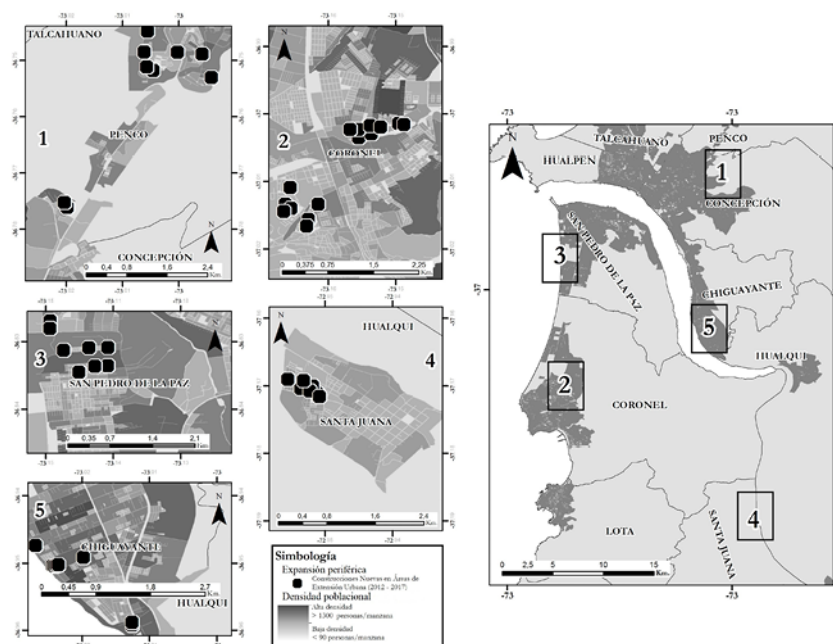 TALCAHUANO
1
PENCO
CONCEPCIÓN
N
0 0,4 0,8 1,6 2,4
Km.
2
CORONEL
N
0 0,375 0,75 1,5 2,25
Km.
3
SAN PEDRO DE LA PAZ
N
0 0,35 0,7 1,4 2,1
Km.
HUALQUI
4
SANTA JUANA
N
0 0,4 0,8 1,6 2,4
Km.
5
CHIGUAYANTE
N
0 0,45 0,9 1,8 2,7
Km.
HUALQUI
Simbología
Expansión periférica
Construcciones Nuevas en Áreas de
Extensión Urbana (2012 - 2017)
Densidad poblacional
Alta densidad
> 1300 personas/manzana
Baja densidad
< 90 personas/manzana
-73 -73
N
TALCAHUANO
PENCO
HUALPEN
1
CONCEPCIÓN
SAN PEDRO DE LA PAZ
3
-37
CHIGUAYANTE
5
HUALQUI
2
CORONEL
4
LOTA
SANTA JUANA
0 2,5 5 10 15
Km.
-73 -73